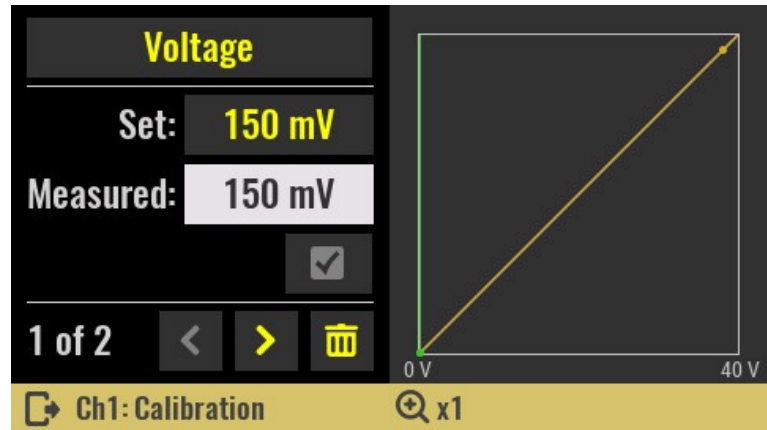 Voltage
Set: 150 mV
Measured: 150 mV
1 of 2
0 V 40 V
Ch1: Calibration x1